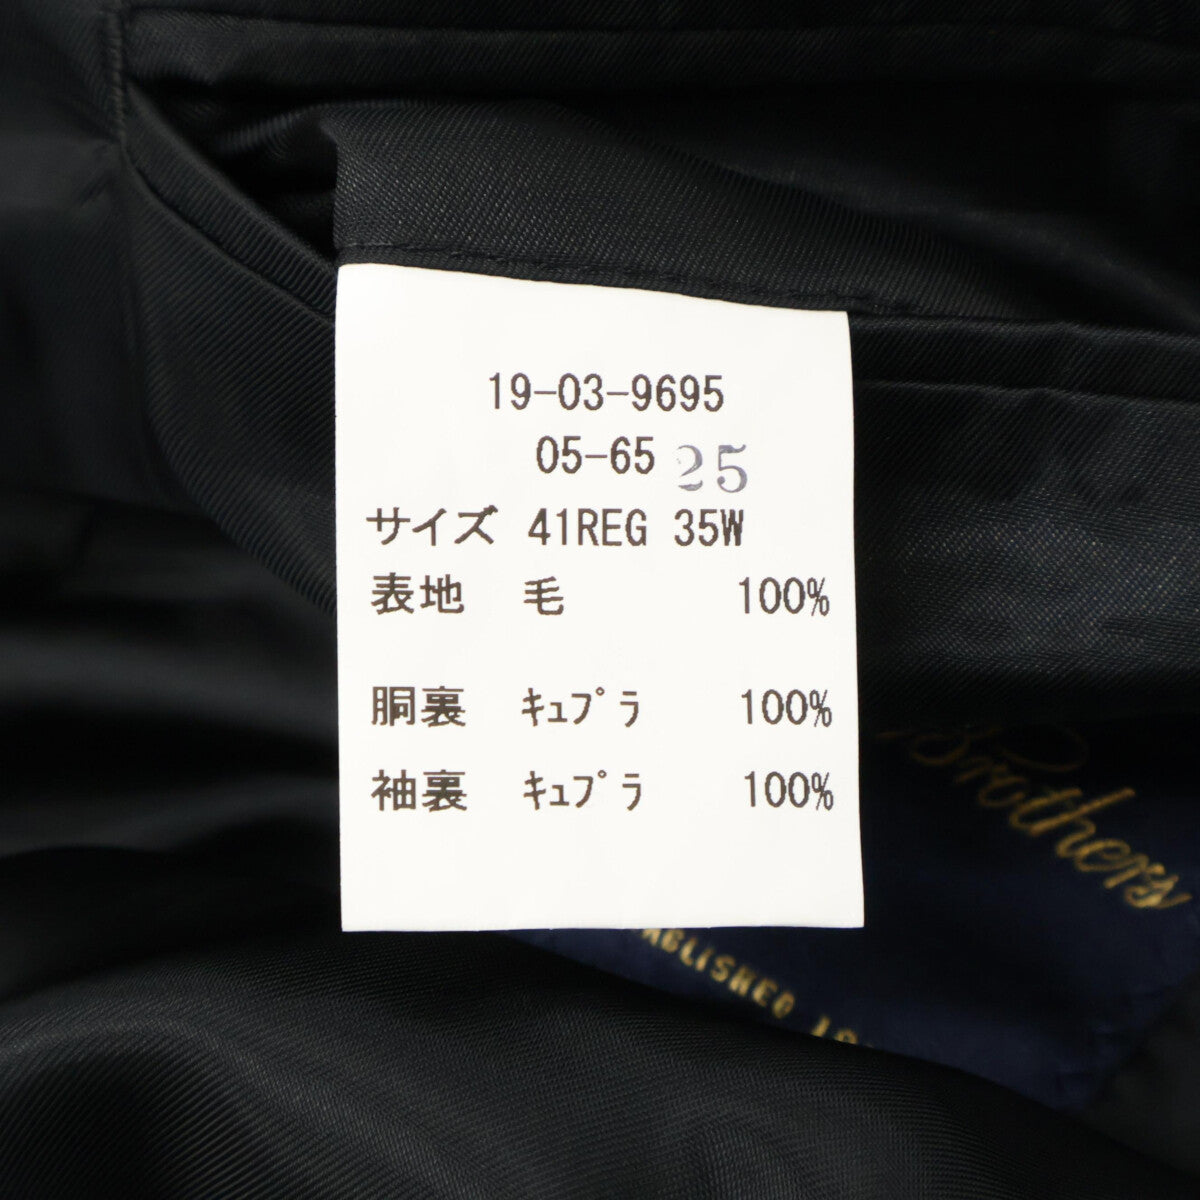 19-03-9695
05-65 25
サイズ 41REG 35W
表地 毛 100%
胴裏 ｷｭﾌﾟﾗ 100%
袖裏 ｷｭﾌﾟﾗ 100%
Brothers